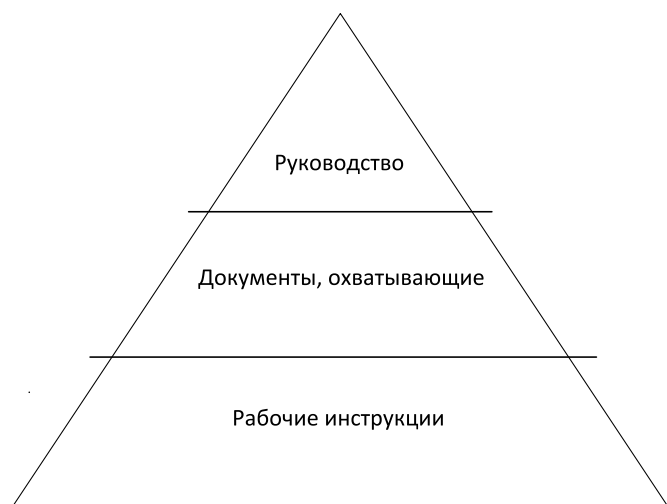 Руководство
Документы, охватывающие
Рабочие инструкции